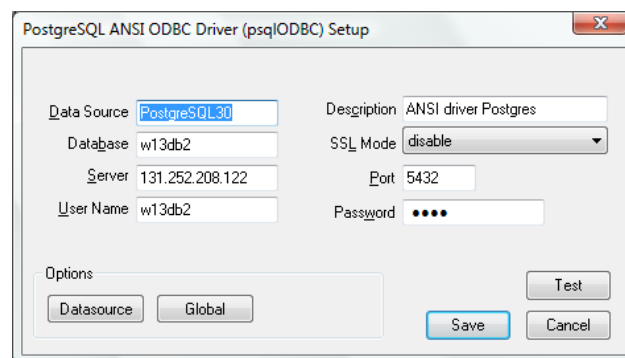 PostgreSQL ANSI ODBC Driver (psqlODBC) Setup
Data Source PostgreSQL30 Description ANSI driver Postgres
Database w13db2 SSL Mode disable
Server 131.252.208.122 Port 5432
User Name w13db2 Password ●●●●
Options
Datasource Global Test
Save Cancel